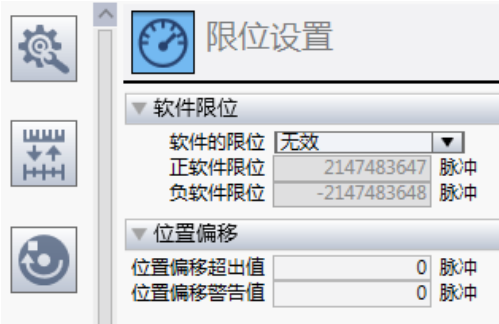 限位设置
软件限位
软件的限位 无效
正软件限位 2147483647 脉冲
负软件限位 -2147483648 脉冲
位置偏移
位置偏移超出值 0 脉冲
位置偏移警告值 0 脉冲